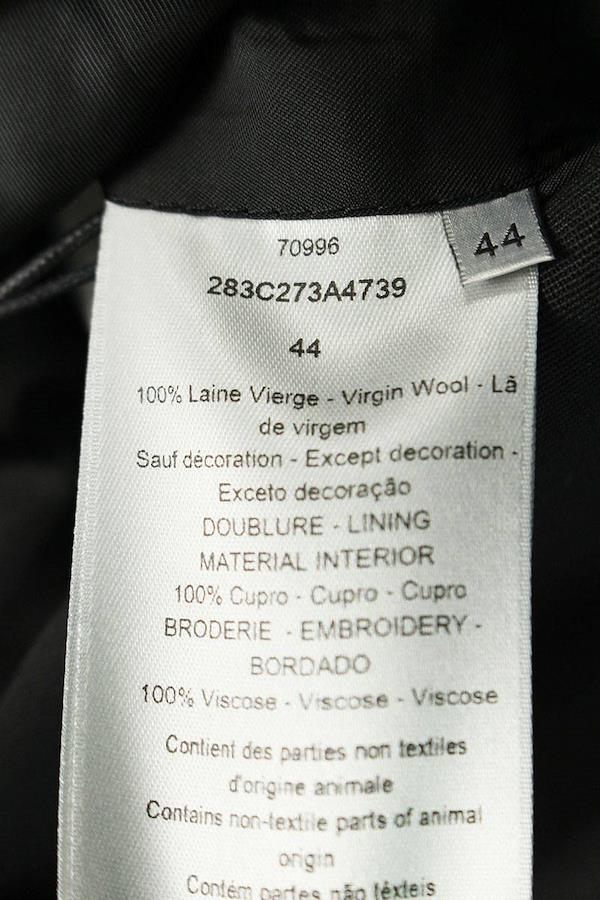 44
70996
283C273A4739
44
100% Laine Vierge - Virgin Wool - Lã
de virgem
Sauf décoration - Except decoration -
Exceto decoração
DOUBLURE - LINING
MATERIAL INTERIOR
100% Cupro - Cupro - Cupro
BRODERIE - EMBROIDERY -
BORDADO
100% Viscose - Viscose - Viscose
Contient des parties non textiles
d'origine animale
Contains non-textile parts of animal
origin
Contém partes não têxteis